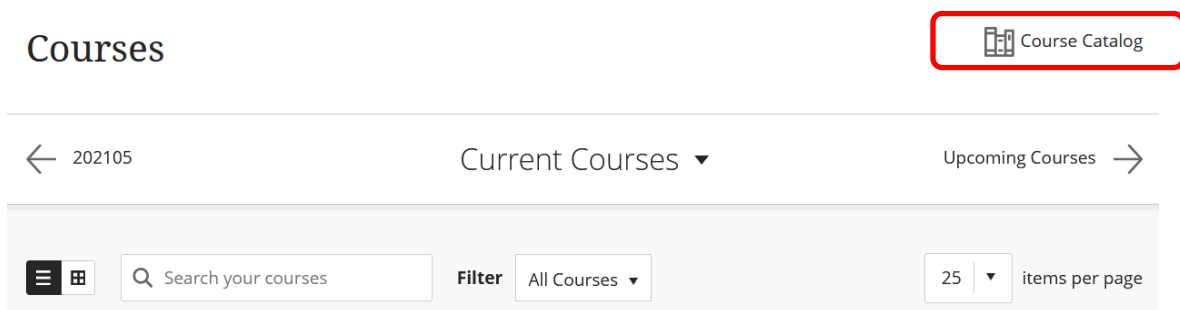 Courses
Course Catalog
202105
Current Courses
Upcoming Courses
Search your courses
Filter
All Courses
25
items per page